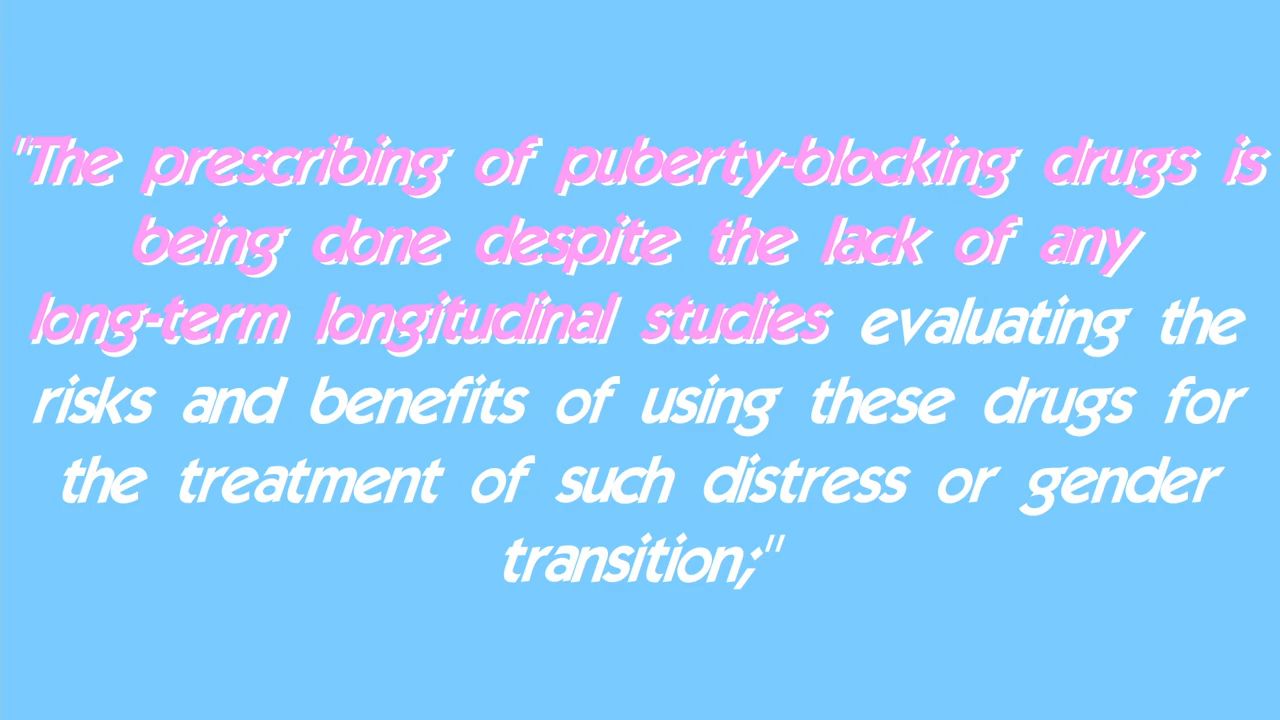 "The prescribing of puberty-blocking drugs is
being done despite the lack of any
long-term longitudinal studies evaluating the
risks and benefits of using these drugs for
the treatment of such distress or gender
transition;"